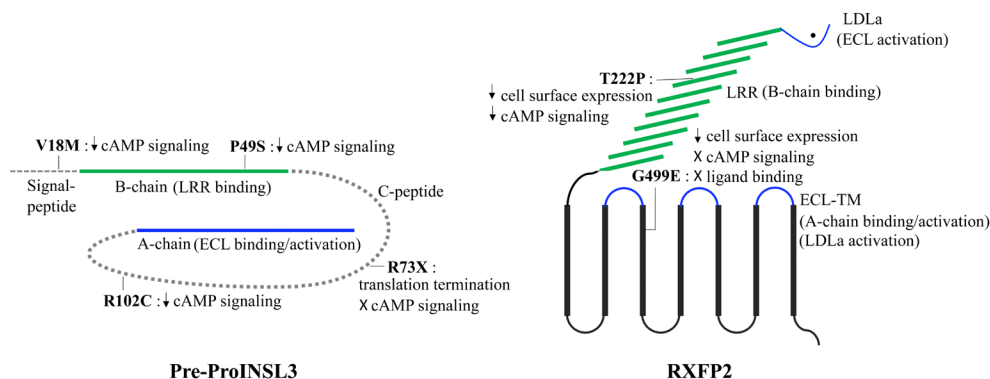 V18M : ↓ cAMP signaling
P49S : ↓ cAMP signaling
Signal-
peptide
B-chain (LRR binding)
C-peptide
A-chain (ECL binding/activation)
R73X :
translation termination
X cAMP signaling
R102C : ↓ cAMP signaling
Pre-ProINSL3
LDLa
(ECL activation)
T222P :
↓ cell surface expression
↓ cAMP signaling
LRR (B-chain binding)
↓ cell surface expression
X cAMP signaling
G499E : X ligand binding
ECL-TM
(A-chain binding/activation)
(LDLa activation)
RXFP2